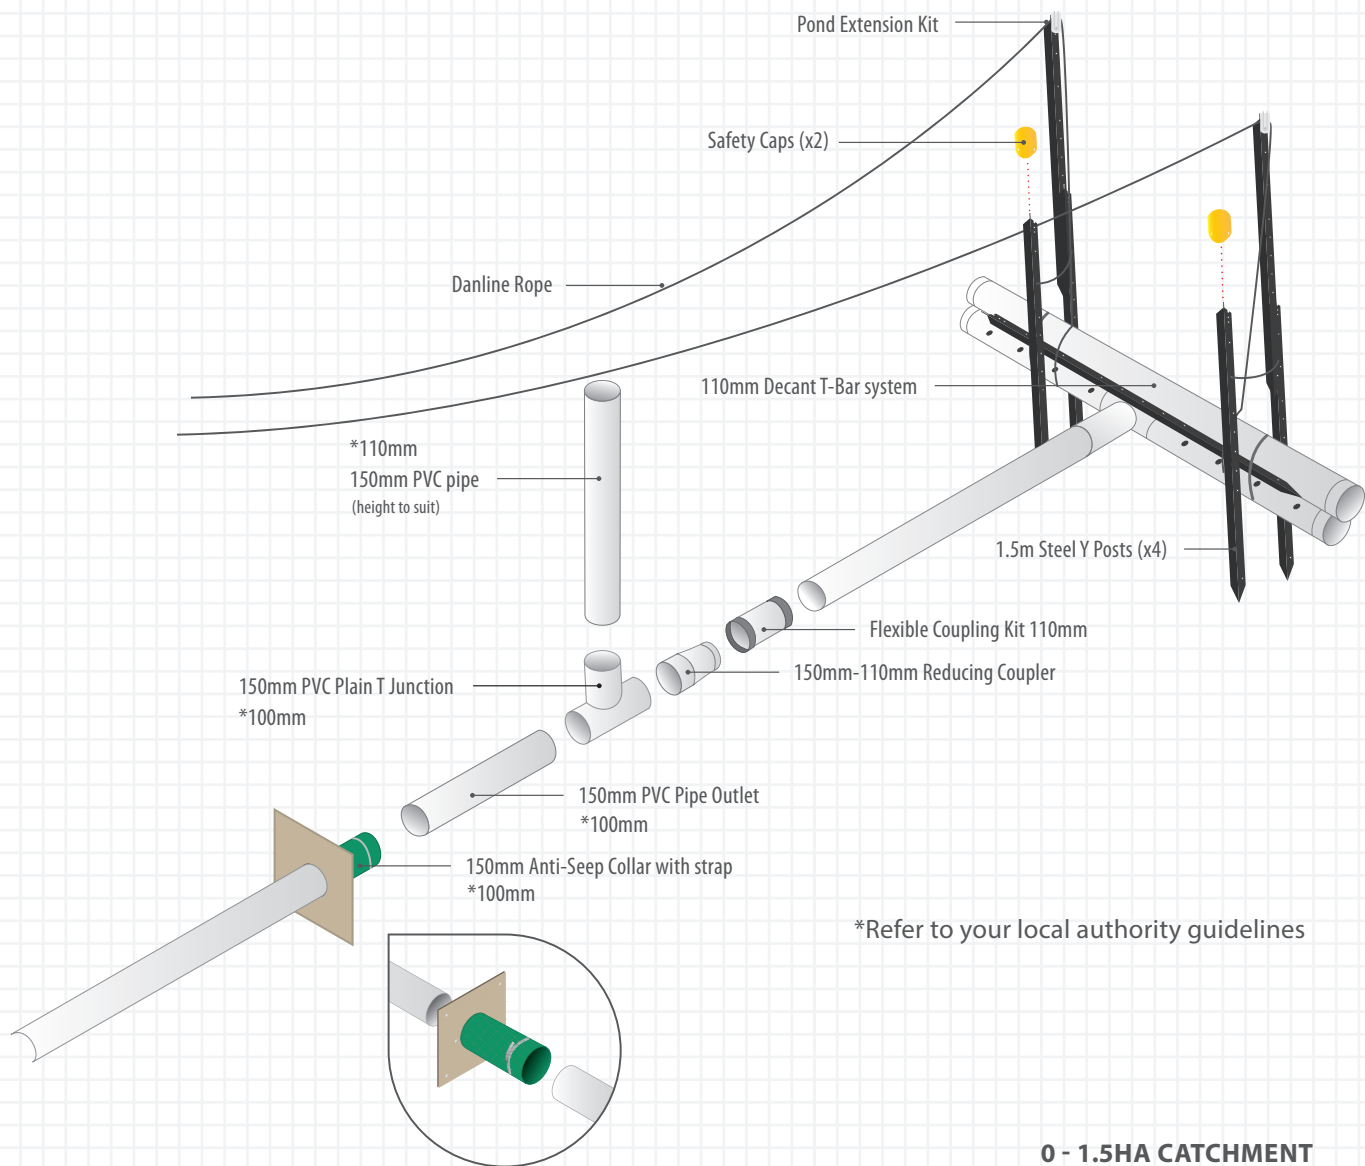 Pond Extension Kit
Safety Caps (x2)
Danline Rope
110mm Decant T-Bar system
*110mm
150mm PVC pipe
(height to suit)
1.5m Steel Y Posts (x4)
Flexible Coupling Kit 110mm
150mm-110mm Reducing Coupler
150mm PVC Plain T Junction
*100mm
150mm PVC Pipe Outlet
*100mm
150mm Anti-Seep Collar with strap
*100mm
*Refer to your local authority guidelines
0 - 1.5HA CATCHMENT